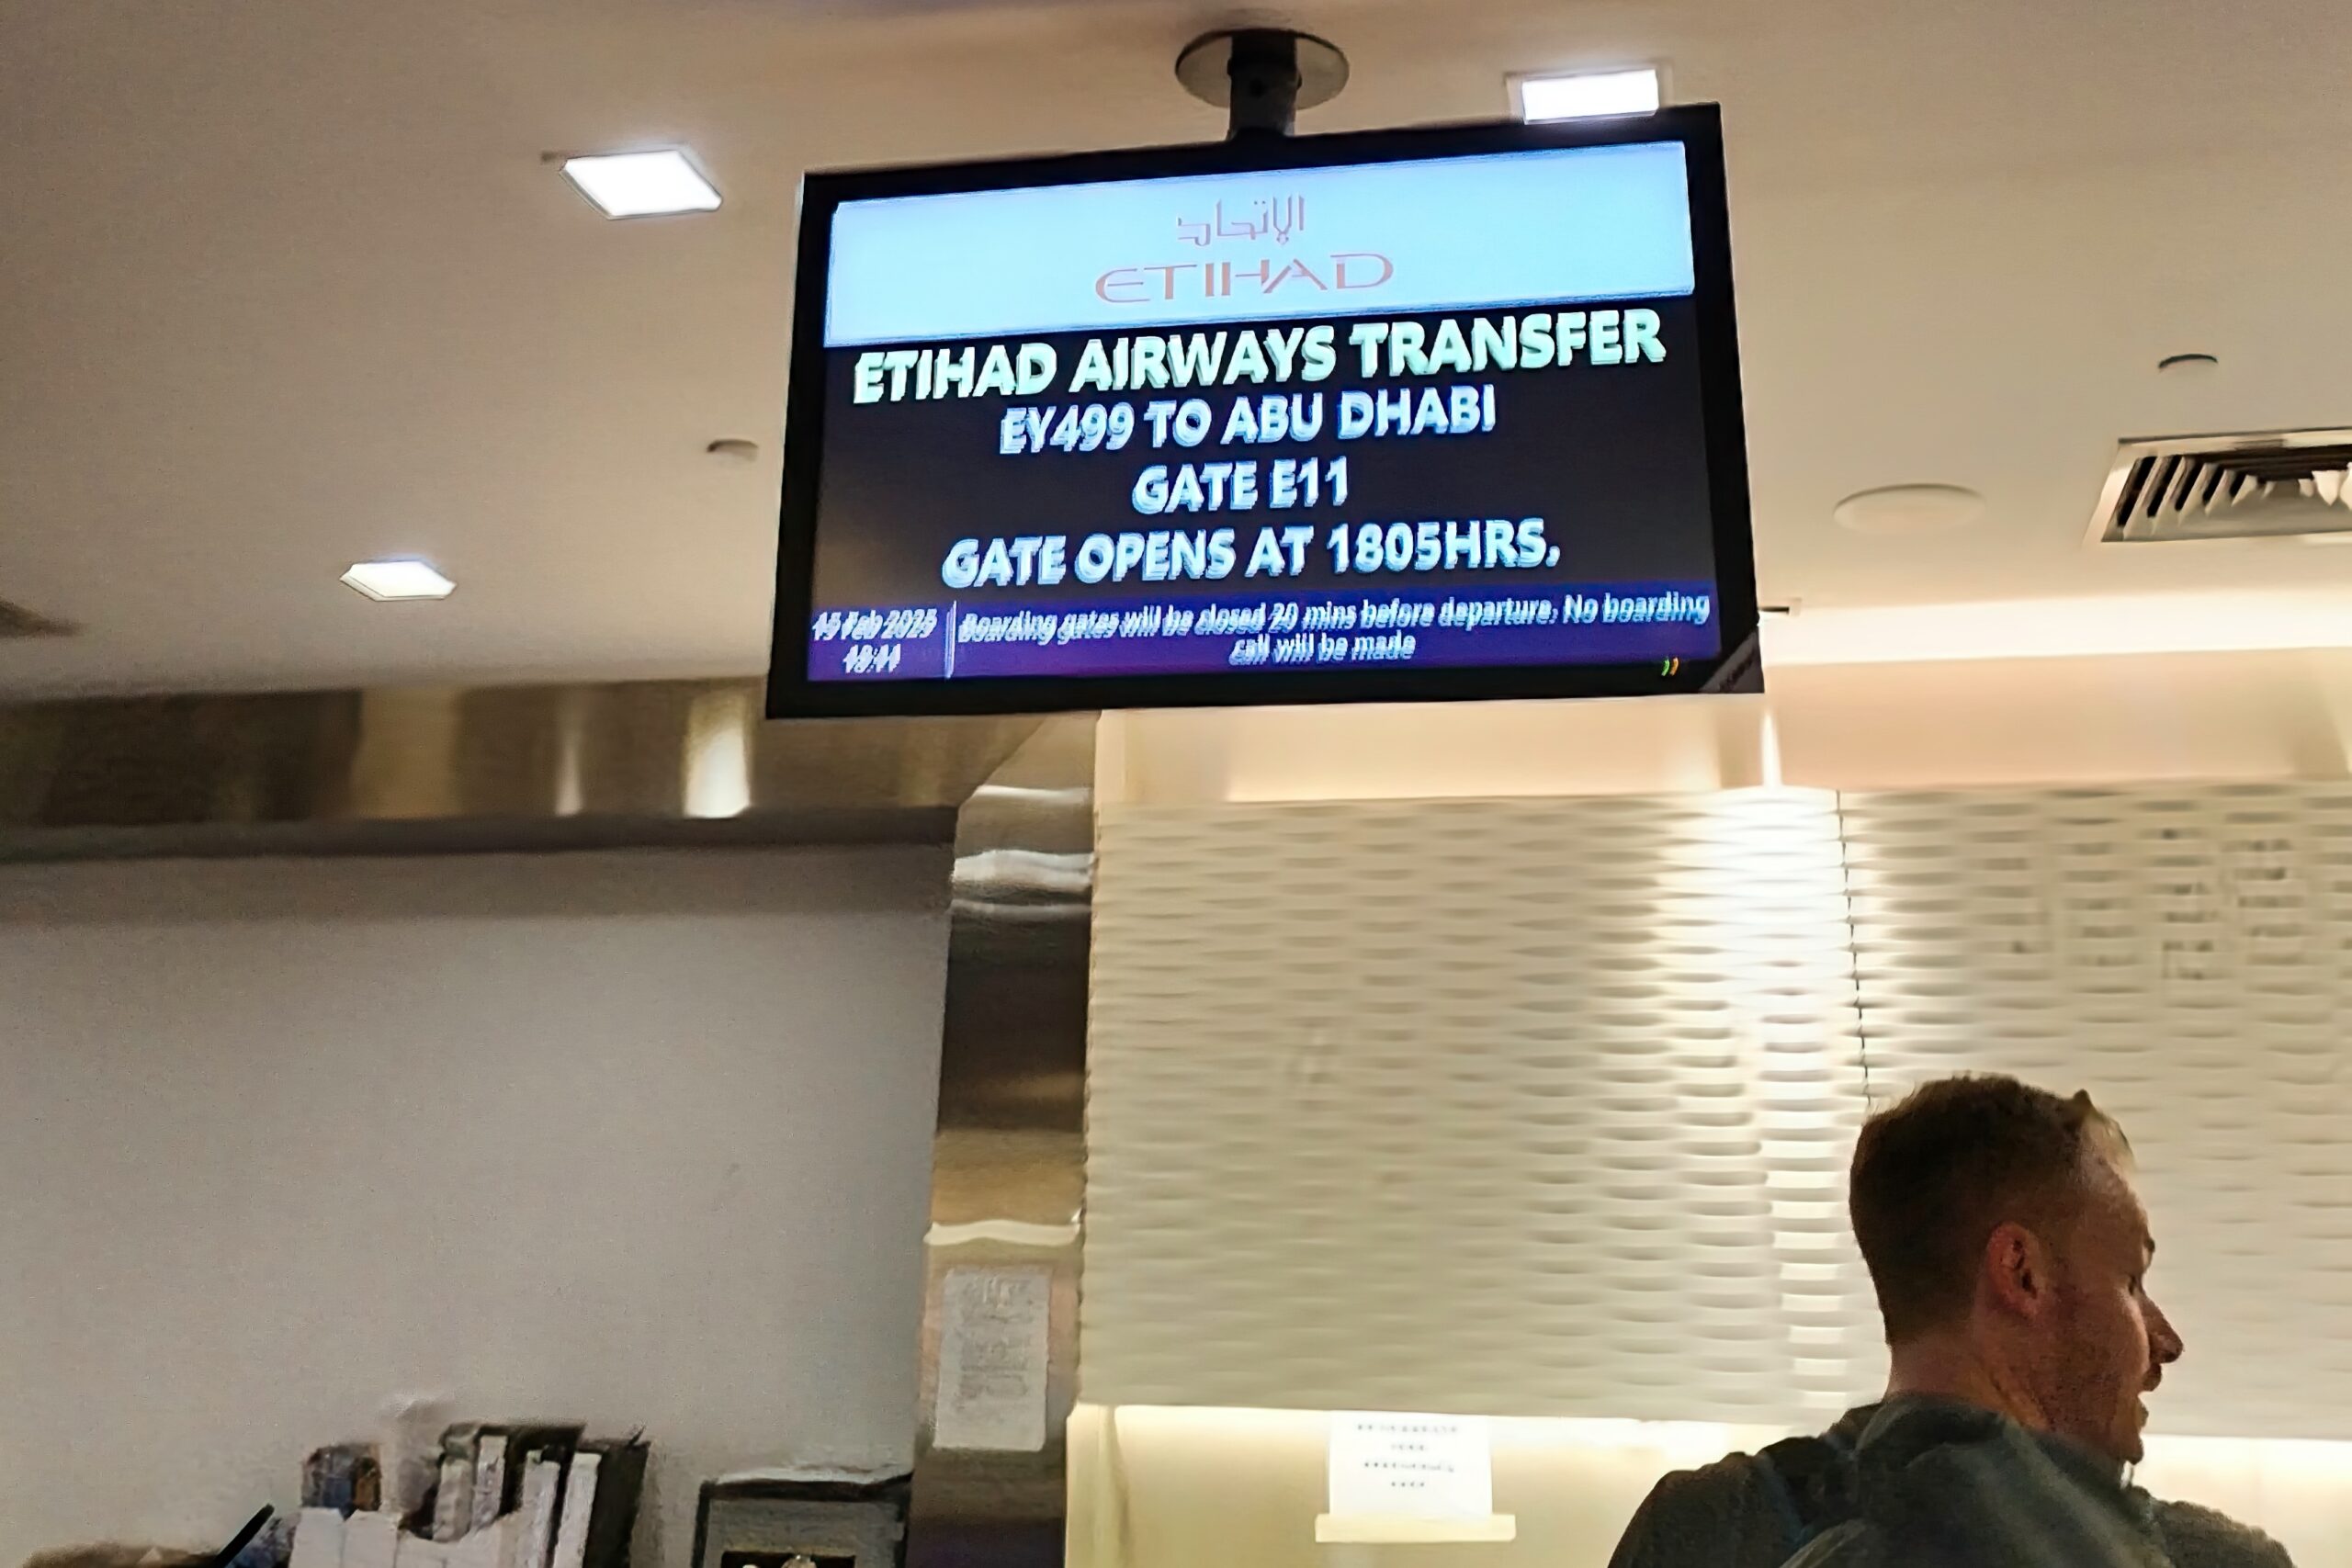 الإتحاد
ETIHAD
ETIHAD AIRWAYS TRANSFER
EY499 TO ABU DHABI
GATE E11
GATE OPENS AT 1805HRS.
15 Feb 2025
Boarding gates will be closed 20 mins before departure. No boarding
call will be made